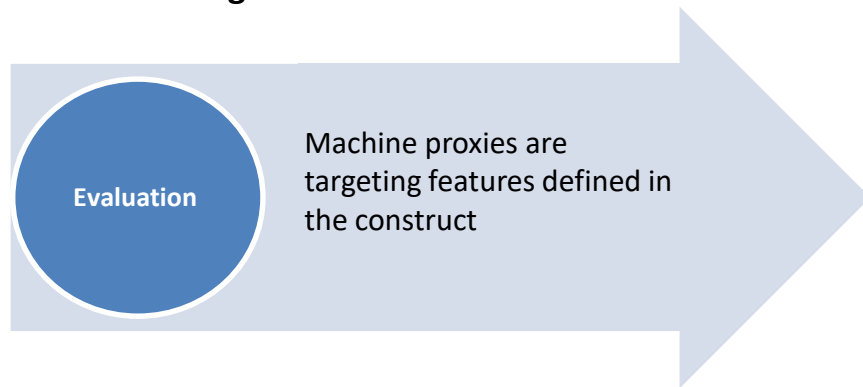 Evaluation
Machine proxies are
targeting features defined in
the construct